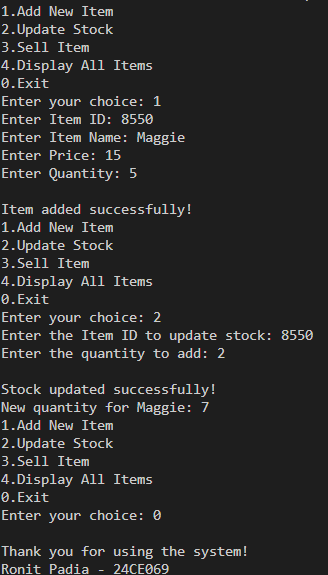 1.Add New Item
2.Update Stock
3.Sell Item
4.Display All Items
0.Exit
Enter your choice: 1
Enter Item ID: 8550
Enter Item Name: Maggie
Enter Price: 15
Enter Quantity: 5

Item added successfully!
1.Add New Item
2.Update Stock
3.Sell Item
4.Display All Items
0.Exit
Enter your choice: 2
Enter the Item ID to update stock: 8550
Enter the quantity to add: 2

Stock updated successfully!
New quantity for Maggie: 7
1.Add New Item
2.Update Stock
3.Sell Item
4.Display All Items
0.Exit
Enter your choice: 0

Thank you for using the system!
Ronit Padia - 24CE069